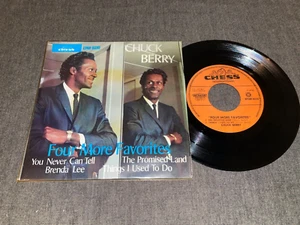 CHESS
CHUCK
BERRY
Four More Favorites
You Never Can Tell
The Promised Land
Brenda Lee
Things I Used To Do
CHESS